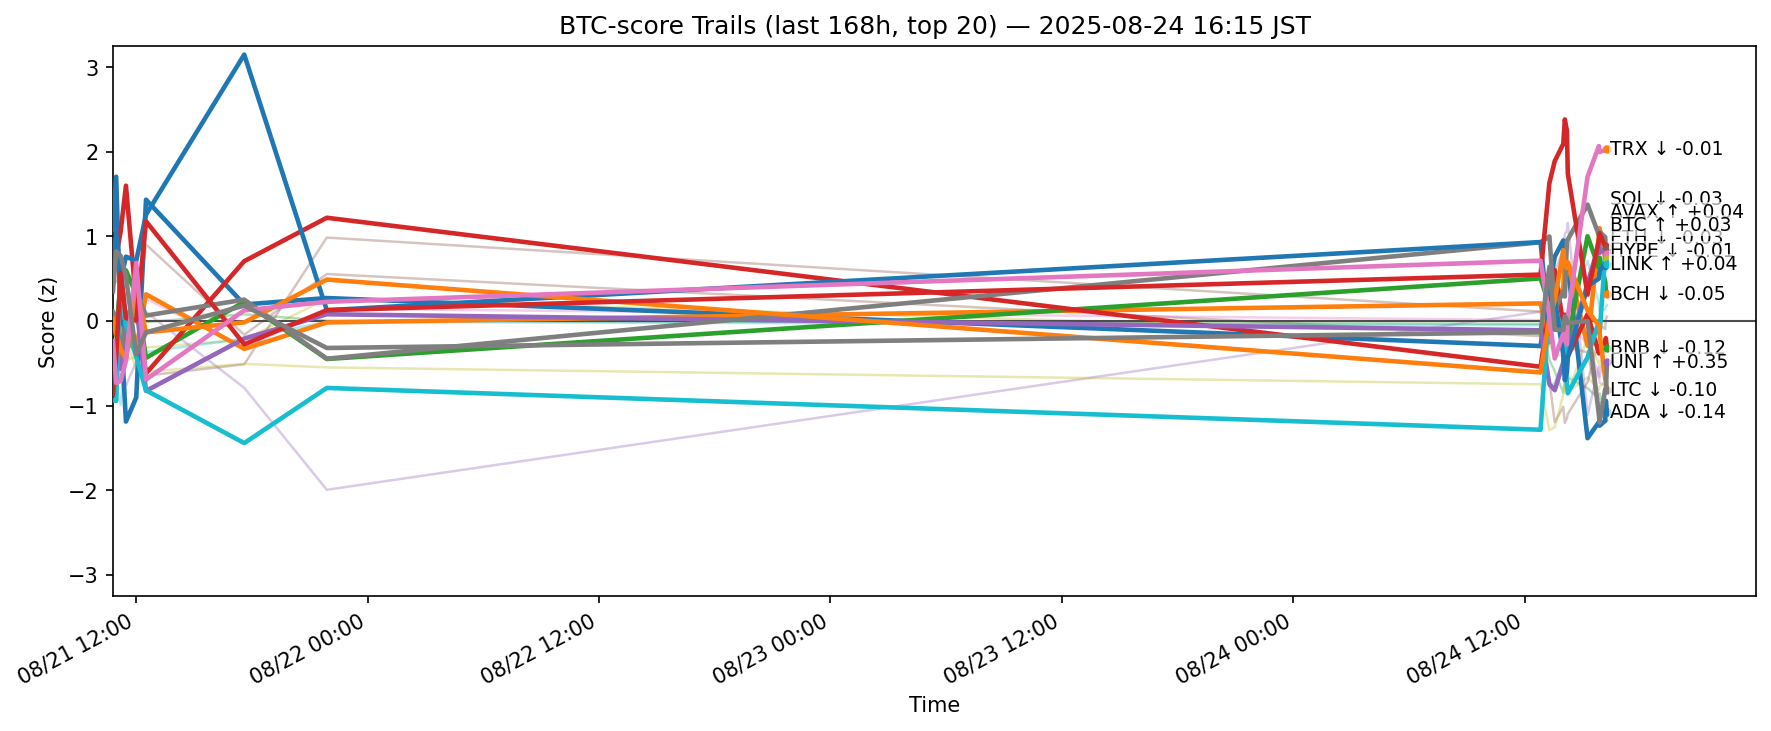 BTC-score Trails (last 168h, top 20) — 2025-08-24 16:15 JST
Score (z)
3
2
1
0
−1
−2
−3
TRX ↓ -0.01
SOL ↓ -0.03
AVAX ↑ +0.04
BTC ↑ +0.03
ETH ↓ -0.03
HYPE ↓ -0.01
LINK ↑ +0.04
BCH ↓ -0.05
BNB ↓ -0.12
UNI ↑ +0.35
LTC ↓ -0.10
ADA ↓ -0.14
08/21 12:00
08/22 00:00
08/22 12:00
08/23 00:00
08/23 12:00
08/24 00:00
08/24 12:00
Time